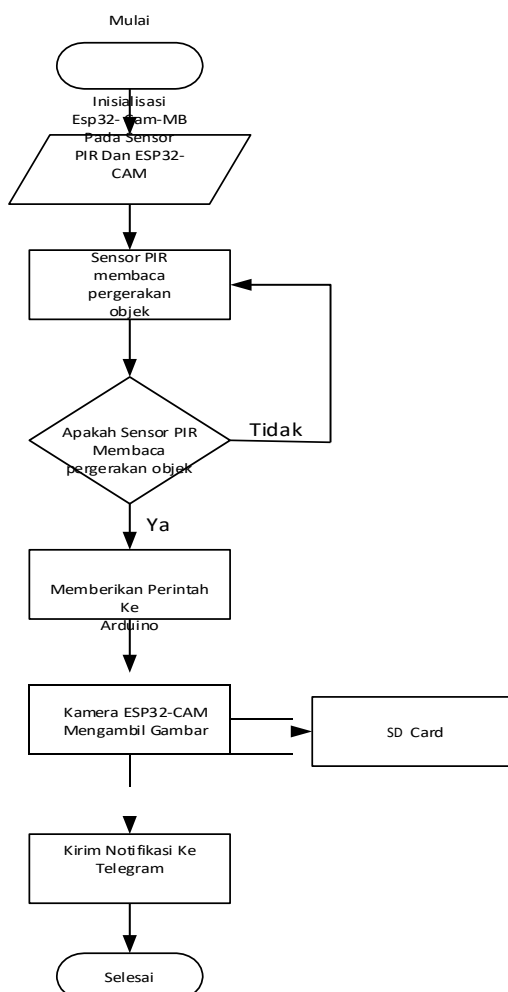 Mulai
Inisialisasi
Esp32-Cam-MB
Pada Sensor
PIR Dan ESP32-
CAM
Sensor PIR
membaca
pergerakan
objek
Apakah Sensor PIR
Membaca
pergerakan objek
Tidak
Ya
Memberikan Perintah
Ke
Arduino
Kamera ESP32-CAM
Mengambil Gambar
SD Card
Kirim Notifikasi Ke
Telegram
Selesai